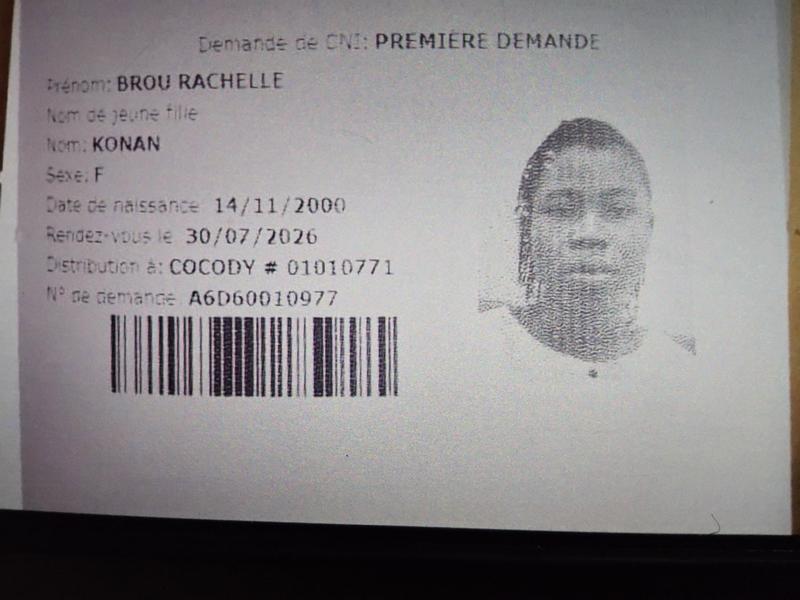 Demande de CNI: PREMIERE DEMANDE
Prénom: BROU RACHELLE
Nom de jeune fille
Nom: KONAN
Sexe: F
Date de naissance 14/11/2000
Rendez-vous le 30/07/2026
Distribution à: COCODY # 01010771
N° de demande A6D60010977